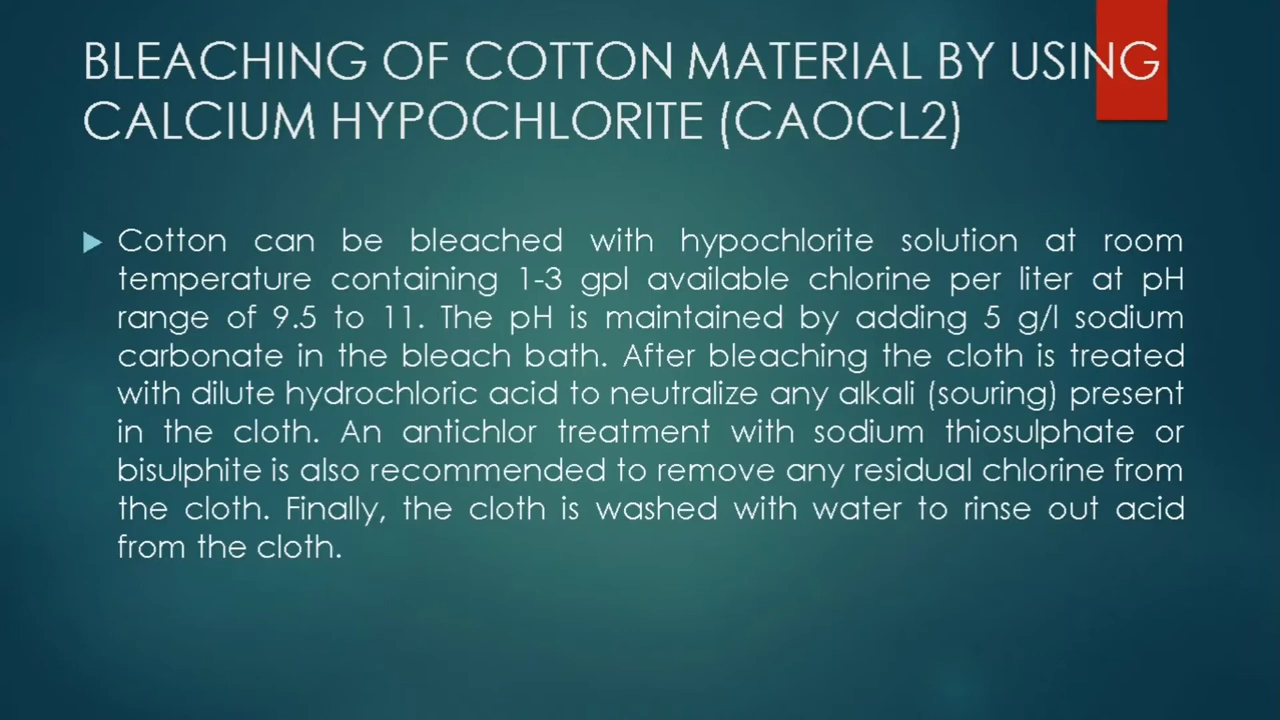 BLEACHING OF COTTON MATERIAL BY USING
CALCIUM HYPOCHLORITE (CAOCL2)
Cotton can be bleached with hypochlorite solution at room
temperature containing 1-3 gpl available chlorine per liter at pH
range of 9.5 to 11. The pH is maintained by adding 5 g/l sodium
carbonate in the bleach bath. After bleaching the cloth is treated
with dilute hydrochloric acid to neutralize any alkali (souring) present
in the cloth. An antichlor treatment with sodium thiosulphate or
bisulphite is also recommended to remove any residual chlorine from
the cloth. Finally, the cloth is washed with water to rinse out acid
from the cloth.